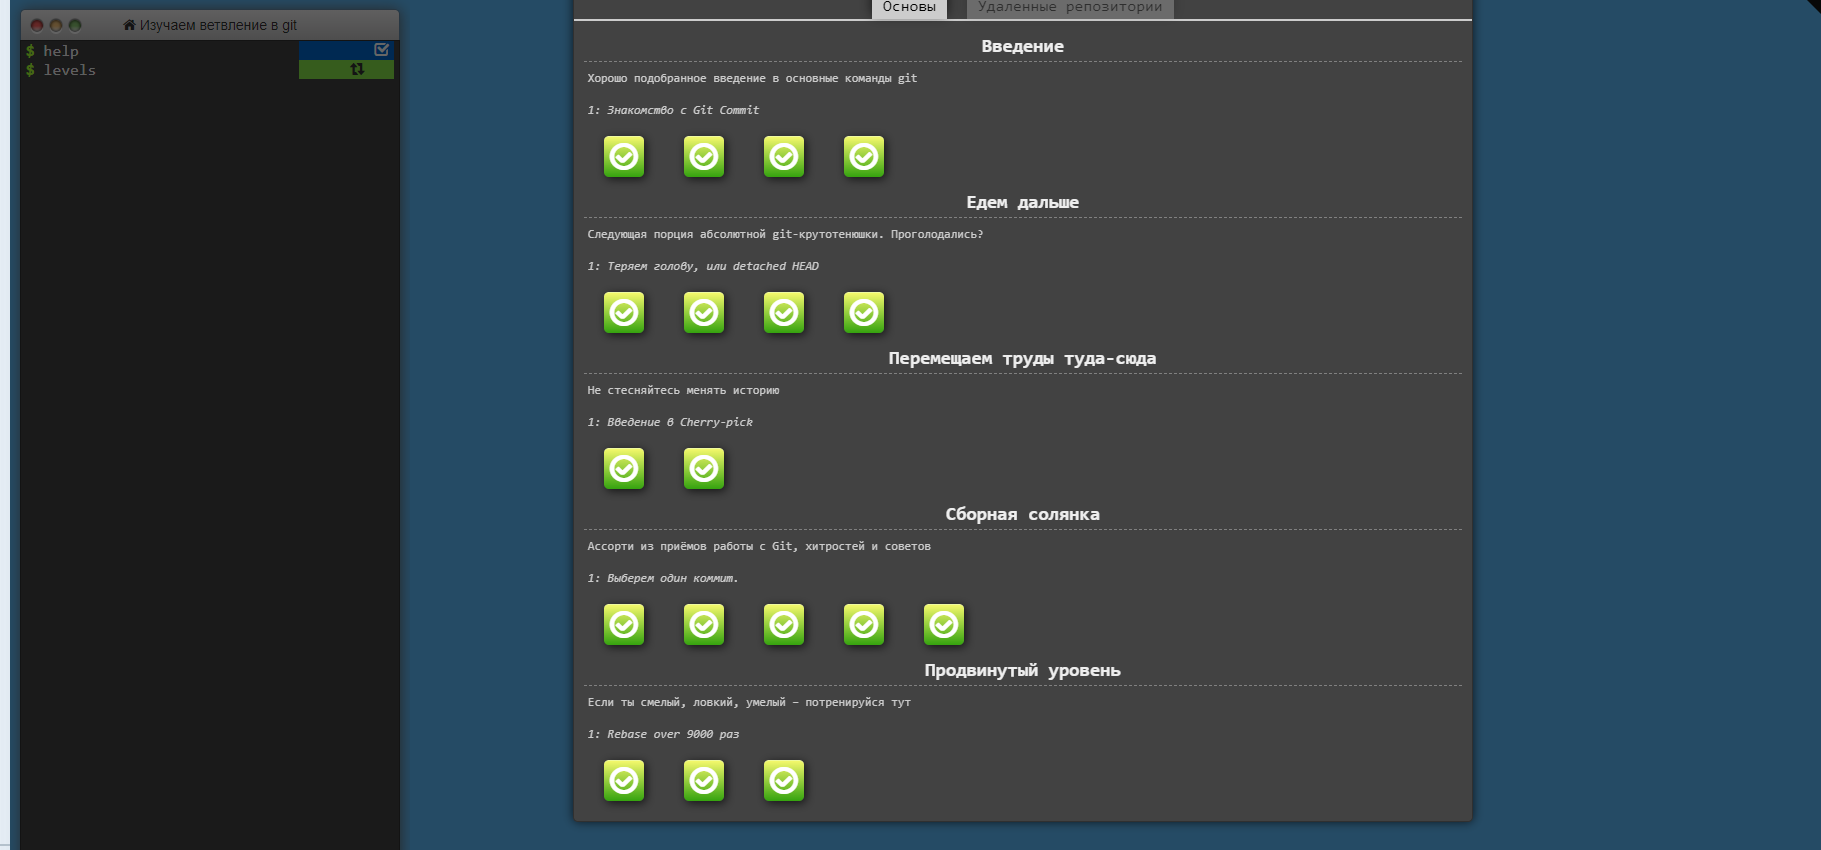 Изучаем ветвление в git
$ help
$ levels
Основы
Удаленные репозитории
Введение
Хорошо подобранное введение в основные команды git
1: Знакомство с Git Commit
Едем дальше
Следующая порция абсолютной git-крутотенюшки. Проголодались?
1: Теряем голову, или detached HEAD
Перемещаем труды туда-сюда
Не стесняйтесь менять историю
1: Введение в Cherry-pick
Сборная солянка
Ассорти из приёмов работы с Git, хитростей и советов
1: Выберем один коммит.
Продвинутый уровень
Если ты смелый, ловкий, умелый – потренируйся тут
1: Rebase over 9000 раз